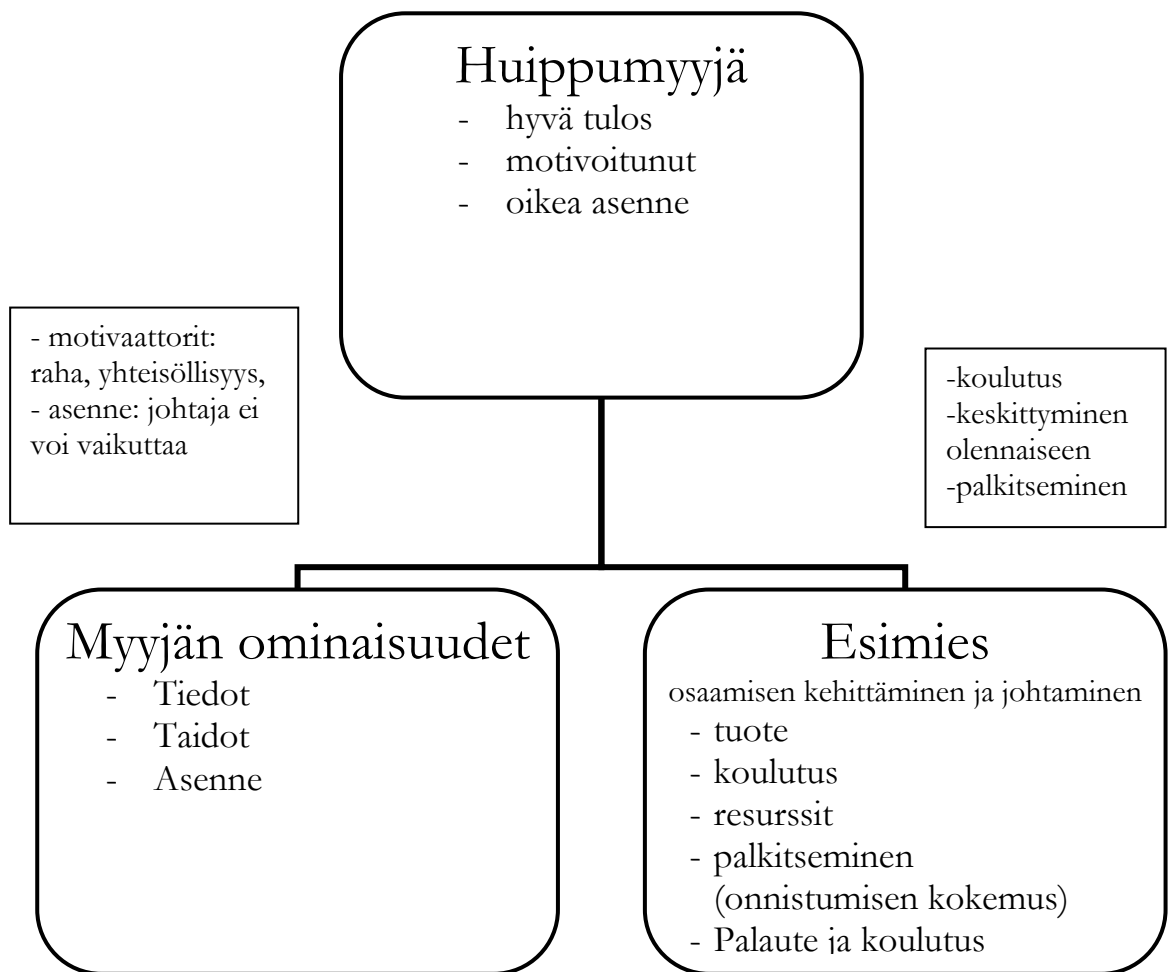 Huippumyyjä
- hyvä tulos
- motivoitunut
- oikea asenne
- motivaattorit:
raha, yhteisöllisyys,
- asenne: johtaja ei
voi vaikuttaa
-koulutus
-keskittyminen
olennaiseen
-palkitseminen
Myyjän ominaisuudet
- Tiedot
- Taidot
- Asenne
Esimies
osaamisen kehittäminen ja johtaminen
- tuote
- koulutus
- resurssit
- palkitseminen
(onnistumisen kokemus)
- Palaute ja koulutus